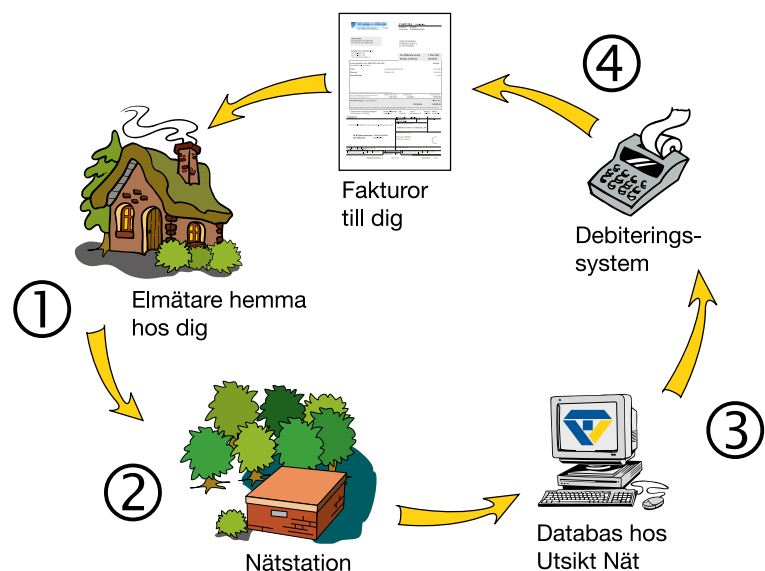 4
Fakturor
till dig
Debiterings-
system
1
Elmätare hemma
hos dig
3
2
Databas hos
Utsikt Nät
Nätstation